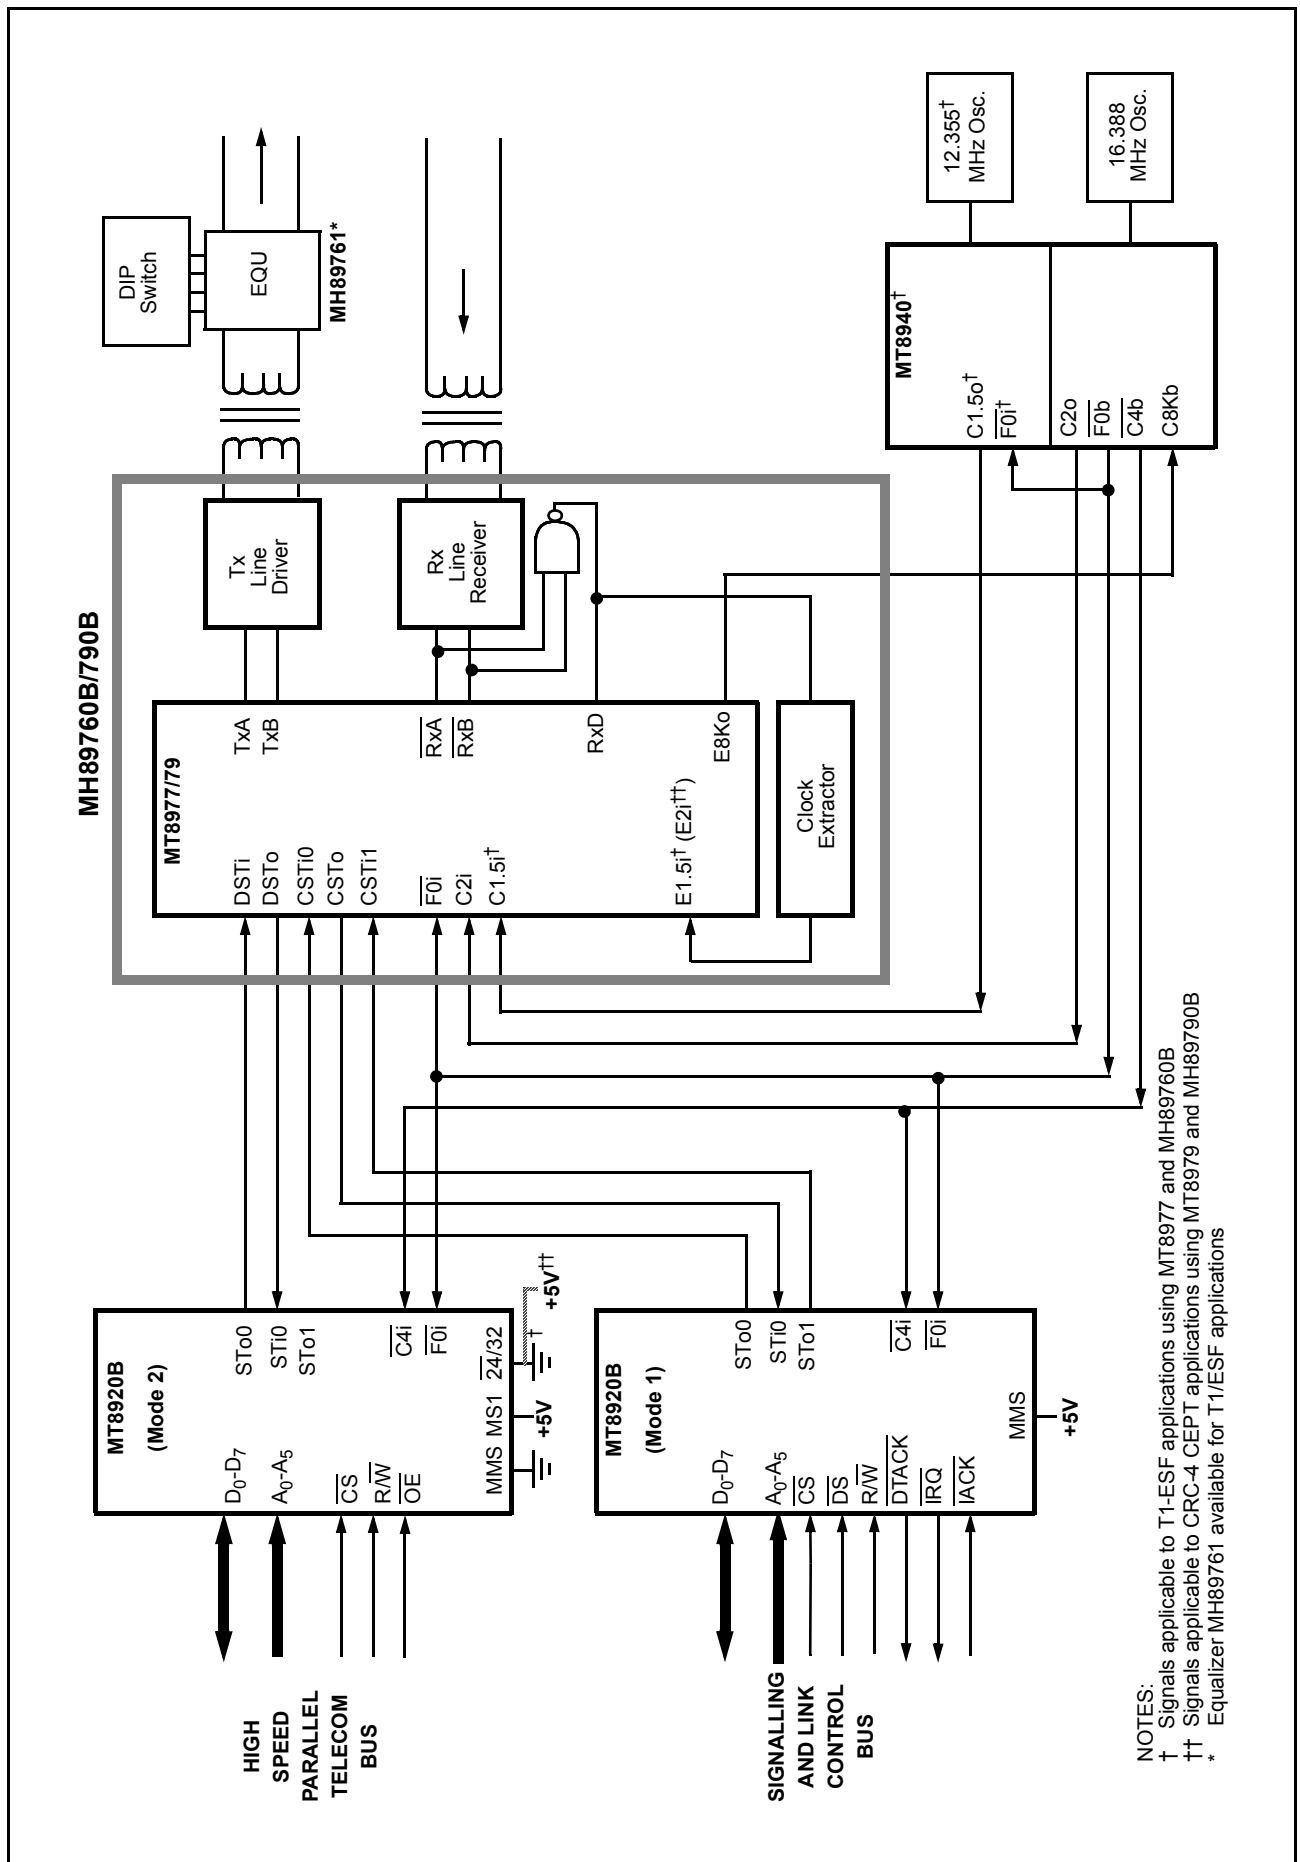 HIGH
SPEED
PARALLEL
TELECOM
BUS
MT8920B
(Mode 2)
D0-D7
A0-A5
CS
R/W
OE
STo0
STi0
STo1
C4i
F0i
MMS
MS1
24/32
+5V
†
+5V††
SIGNALLING
AND LINK
CONTROL
BUS
MT8920B
(Mode 1)
D0-D7
A0-A5
CS
DS
R/W
DTACK
IRQ
IACK
STo0
STi0
STo1
C4i
F0i
MMS
+5V
MH89760B/790B
MT8977/79
DSTi
DSTo
CSTi0
CSTo
CSTi1
F0i
C2i
C1.5i†
E1.5i† (E2i††)
TxA
TxB
RxA
RxB
RxD
E8Ko
Clock
Extractor
Tx
Line
Driver
Rx
Line
Receiver
DIP
Switch
EQU
MH89761*
MT8940†
C1.5o†
F0i†
C2o
F0b
C4b
C8Kb
12.355†
MHz Osc.
16.388
MHz Osc.
NOTES:
† Signals applicable to T1-ESF applications using MT8977 and MH89760B
†† Signals applicable to CRC-4 CEPT applications using MT8979 and MH89790B
* Equalizer MH89761 available for T1/ESF applications